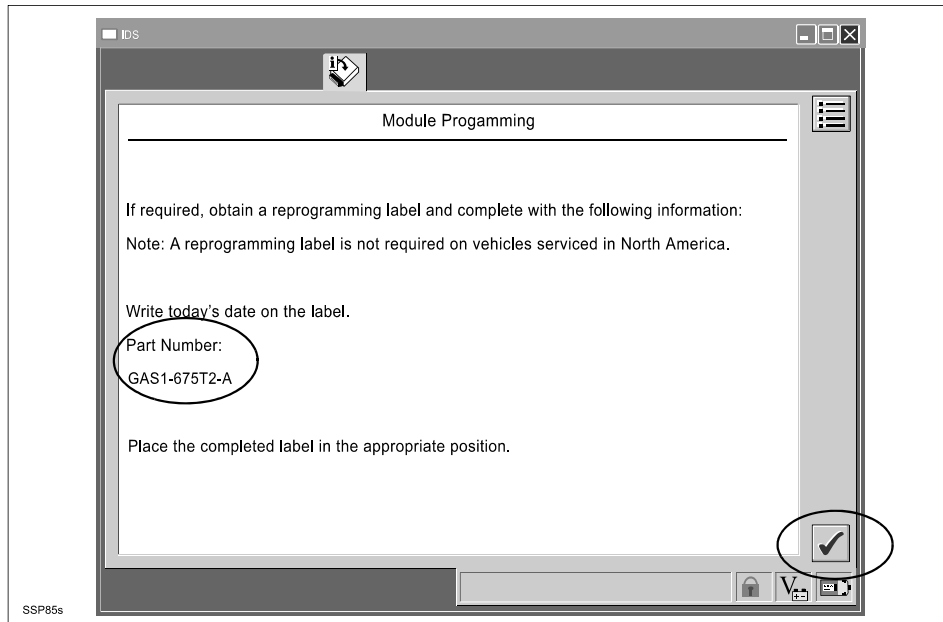 IDS
Module Progamming
If required, obtain a reprogramming label and complete with the following information:
Note: A reprogramming label is not required on vehicles serviced in North America.
Write today's date on the label.
Part Number:
GAS1-675T2-A
Place the completed label in the appropriate position.
V
SSP85s